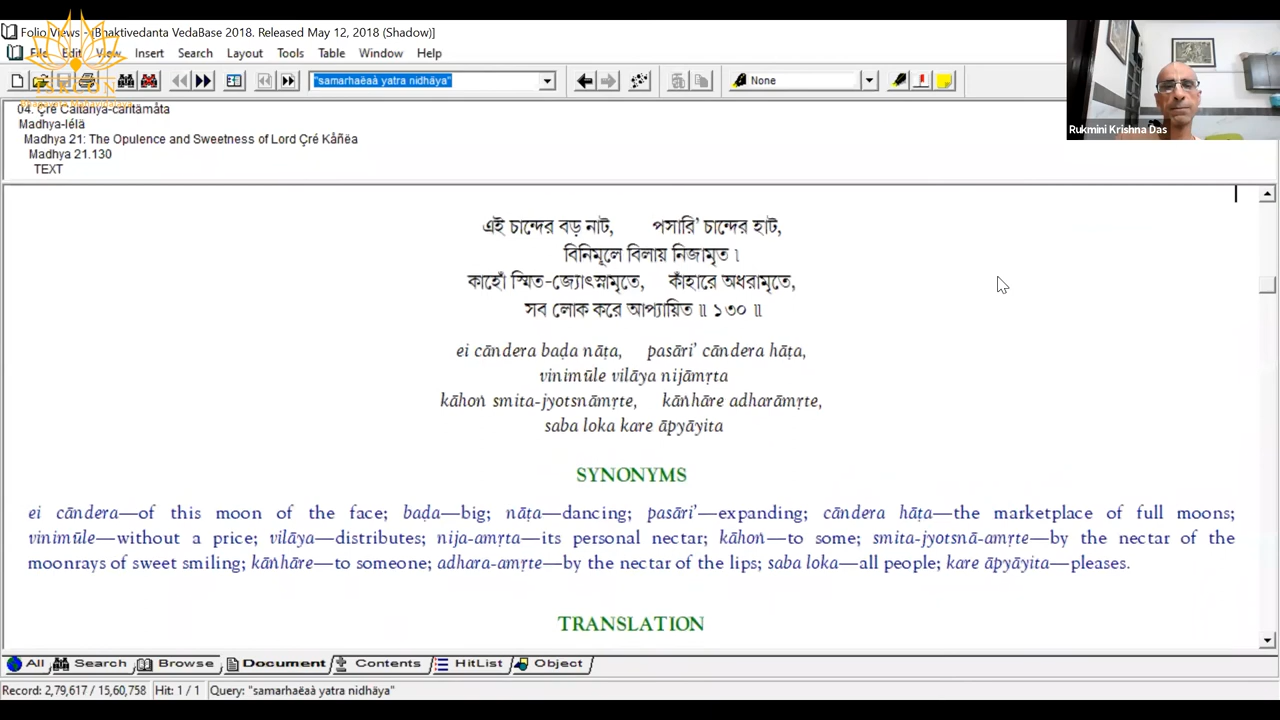 Folio Views - [Bhaktivedanta VedaBase 2018. Released May 12, 2018 (Shadow)]
File Edit View Insert Search Layout Tools Table Window Help
"samarhaëaà yatra nidhäya" None
Rukmini Krishna Das
04. Çré Caitanya-caritämåta
Madhya-lélä
Madhya 21: The Opulence and Sweetness of Lord Çré Kåñëa
Madhya 21.130
TEXT
এই চান্দের বড় নাট, পসারি’ চান্দের হাট,
বিনিমূলে বিলায় নিজামৃত ৷
কাহোঁ স্মিত-জ্যোৎস্নামৃতে, কাঁহারে অধরামৃতে,
সব লোক করে আপ্যায়িত ॥ ১৩০ ॥
ei cāndera baḍa nāṭa, pasāri’ cāndera hāṭa,
vinimūle vilāya nijāmṛta
kāhoṅ smita-jyotsnāmṛte, kāṅhāre adharāmṛte,
saba loka kare āpyāyita
SYNONYMS
ei cāndera—of this moon of the face; baḍa—big; nāṭa—dancing; pasāri’—expanding; cāndera hāṭa—the marketplace of full moons;
vinimūle—without a price; vilāya—distributes; nija-amṛta—its personal nectar; kāhoṅ—to some; smita-jyotsnā-amṛte—by the nectar of the
moonrays of sweet smiling; kāṅhāre—to someone; adhara-amṛte—by the nectar of the lips; saba loka—all people; kare āpyāyita—pleases.
TRANSLATION
All Search Browse Document Contents HitList Object
Record: 2,79,617 / 15,60,758 Hit: 1 / 1 Query: "samarhaëaà yatra nidhäya"